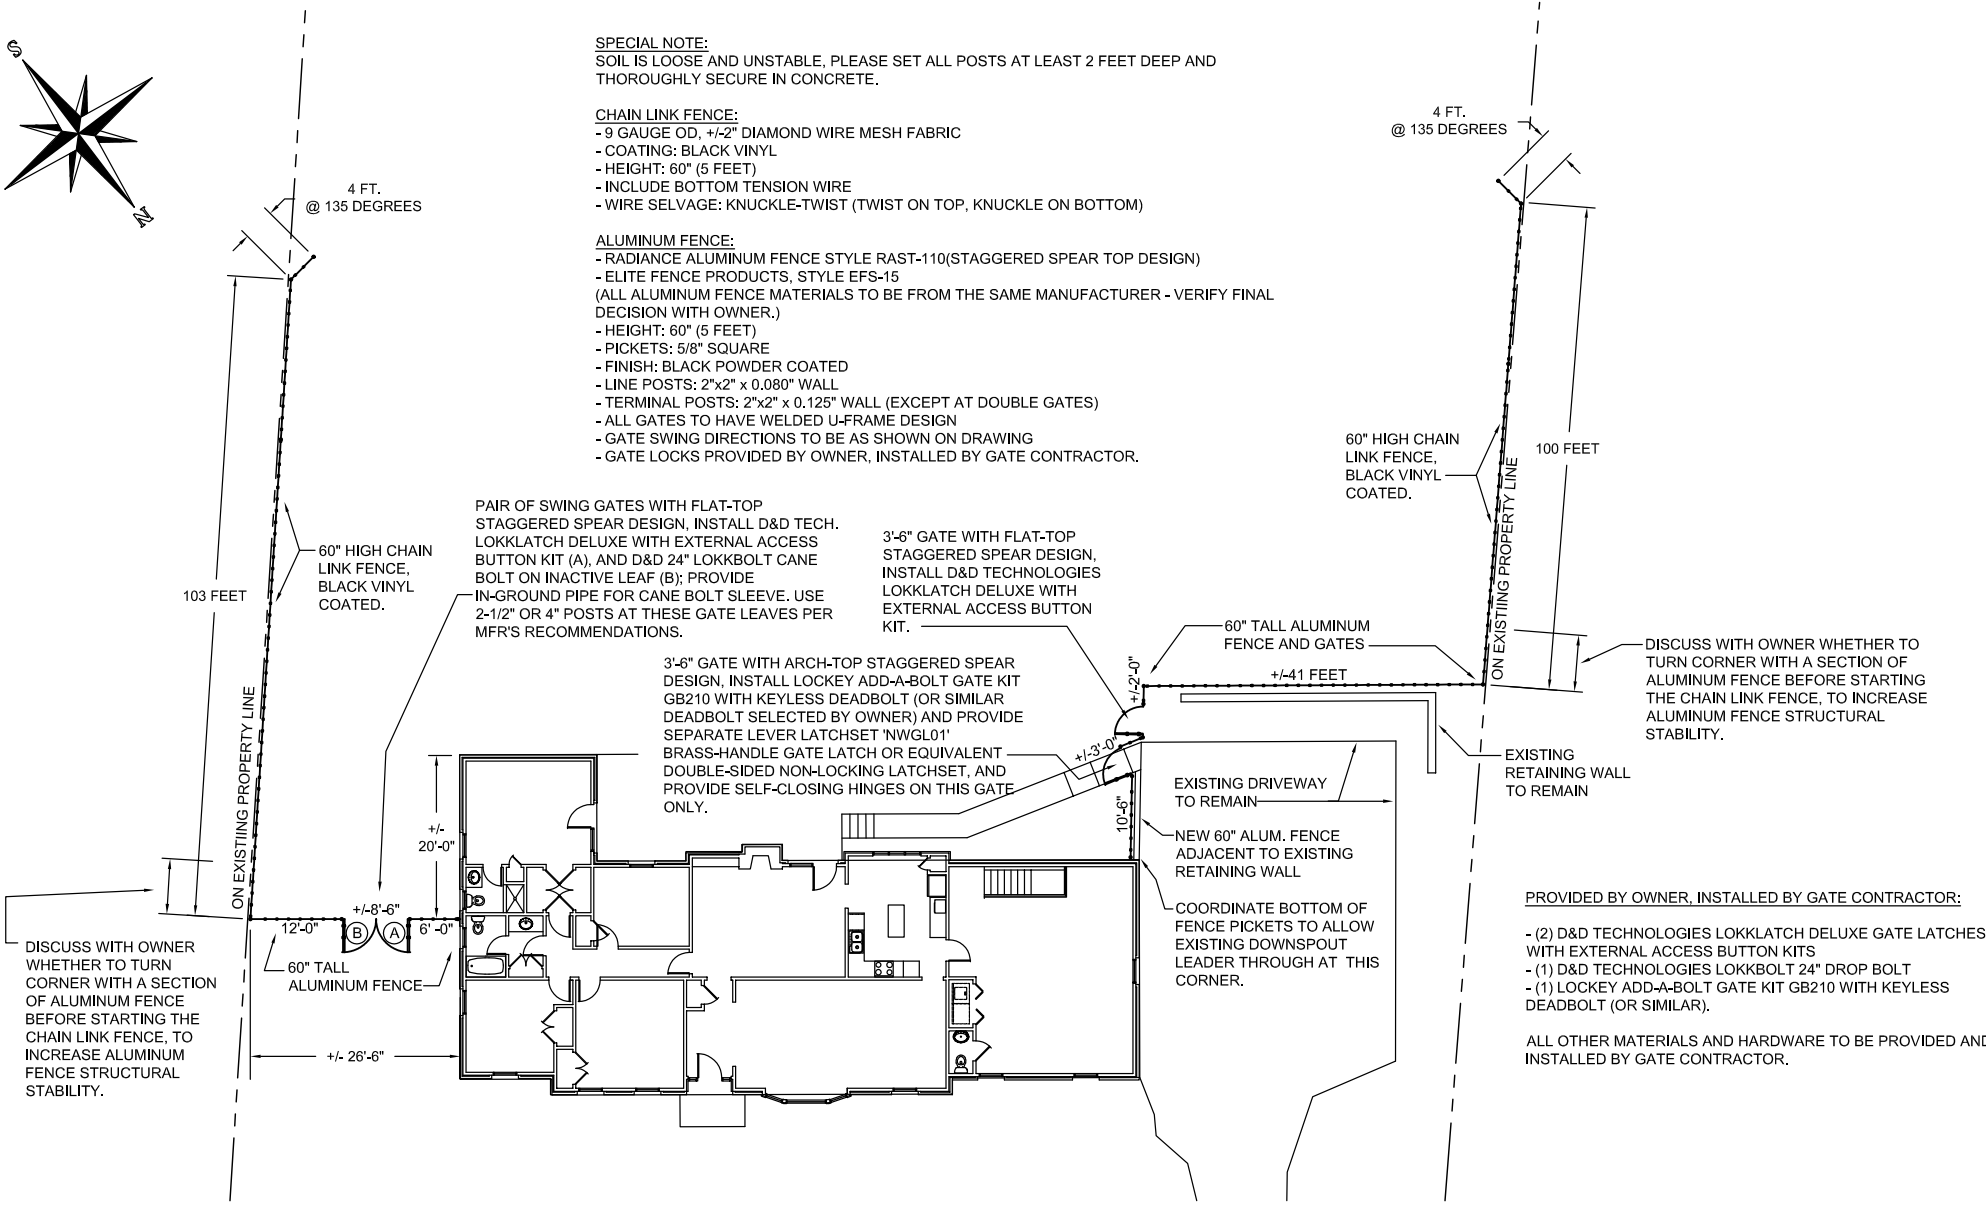 S
N
SPECIAL NOTE:
SOIL IS LOOSE AND UNSTABLE, PLEASE SET ALL POSTS AT LEAST 2 FEET DEEP AND
THOROUGHLY SECURE IN CONCRETE.
CHAIN LINK FENCE:
- 9 GAUGE OD, +/-2" DIAMOND WIRE MESH FABRIC
- COATING: BLACK VINYL
- HEIGHT: 60" (5 FEET)
- INCLUDE BOTTOM TENSION WIRE
- WIRE SELVAGE: KNUCKLE-TWIST (TWIST ON TOP, KNUCKLE ON BOTTOM)
ALUMINUM FENCE:
- RADIANCE ALUMINUM FENCE STYLE RAST-110(STAGGERED SPEAR TOP DESIGN)
- ELITE FENCE PRODUCTS, STYLE EFS-15
(ALL ALUMINUM FENCE MATERIALS TO BE FROM THE SAME MANUFACTURER - VERIFY FINAL
DECISION WITH OWNER.)
- HEIGHT: 60" (5 FEET)
- PICKETS: 5/8" SQUARE
- FINISH: BLACK POWDER COATED
- LINE POSTS: 2"x2" x 0.080" WALL
- TERMINAL POSTS: 2"x2" x 0.125" WALL (EXCEPT AT DOUBLE GATES)
- ALL GATES TO HAVE WELDED U-FRAME DESIGN
- GATE SWING DIRECTIONS TO BE AS SHOWN ON DRAWING
- GATE LOCKS PROVIDED BY OWNER, INSTALLED BY GATE CONTRACTOR.
4 FT.
@ 135 DEGREES
4 FT.
@ 135 DEGREES
103 FEET
60" HIGH CHAIN
LINK FENCE,
BLACK VINYL
COATED.
ON EXISTIING PROPERTY LINE
PAIR OF SWING GATES WITH FLAT-TOP
STAGGERED SPEAR DESIGN, INSTALL D&D TECH.
LOKKLATCH DELUXE WITH EXTERNAL ACCESS
BUTTON KIT (A), AND D&D 24" LOKKBOLT CANE
BOLT ON INACTIVE LEAF (B); PROVIDE
IN-GROUND PIPE FOR CANE BOLT SLEEVE. USE
2-1/2" OR 4" POSTS AT THESE GATE LEAVES PER
MFR'S RECOMMENDATIONS.
3'-6" GATE WITH FLAT-TOP
STAGGERED SPEAR DESIGN,
INSTALL D&D TECHNOLOGIES
LOKKLATCH DELUXE WITH
EXTERNAL ACCESS BUTTON
KIT.
3'-6" GATE WITH ARCH-TOP STAGGERED SPEAR
DESIGN, INSTALL LOCKEY ADD-A-BOLT GATE KIT
GB210 WITH KEYLESS DEADBOLT (OR SIMILAR
DEADBOLT SELECTED BY OWNER) AND PROVIDE
SEPARATE LEVER LATCHSET 'NWGL01'
BRASS-HANDLE GATE LATCH OR EQUIVALENT
DOUBLE-SIDED NON-LOCKING LATCHSET, AND
PROVIDE SELF-CLOSING HINGES ON THIS GATE
ONLY.
60" HIGH CHAIN
LINK FENCE,
BLACK VINYL
COATED.
100 FEET
ON EXISTIING PROPERTY LINE
60" TALL ALUMINUM
FENCE AND GATES
+/-41 FEET
+/-2'-0"
+/-3'-0"
10'-6"
DISCUSS WITH OWNER WHETHER TO
TURN CORNER WITH A SECTION OF
ALUMINUM FENCE BEFORE STARTING
THE CHAIN LINK FENCE, TO INCREASE
ALUMINUM FENCE STRUCTURAL
STABILITY.
EXISTING
RETAINING WALL
TO REMAIN
EXISTING DRIVEWAY
TO REMAIN
NEW 60" ALUM. FENCE
ADJACENT TO EXISTING
RETAINING WALL
COORDINATE BOTTOM OF
FENCE PICKETS TO ALLOW
EXISTING DOWNSPOUT
LEADER THROUGH AT THIS
CORNER.
+/-
20'-0"
+/-8'-6"
12'-0"
B
A
6' -0"
60" TALL
ALUMINUM FENCE
+/- 26'-6"
DISCUSS WITH OWNER
WHETHER TO TURN
CORNER WITH A SECTION
OF ALUMINUM FENCE
BEFORE STARTING THE
CHAIN LINK FENCE, TO
INCREASE ALUMINUM
FENCE STRUCTURAL
STABILITY.
PROVIDED BY OWNER, INSTALLED BY GATE CONTRACTOR:
- (2) D&D TECHNOLOGIES LOKKLATCH DELUXE GATE LATCHES
WITH EXTERNAL ACCESS BUTTON KITS
- (1) D&D TECHNOLOGIES LOKKBOLT 24" DROP BOLT
- (1) LOCKEY ADD-A-BOLT GATE KIT GB210 WITH KEYLESS
DEADBOLT (OR SIMILAR).
ALL OTHER MATERIALS AND HARDWARE TO BE PROVIDED AND
INSTALLED BY GATE CONTRACTOR.